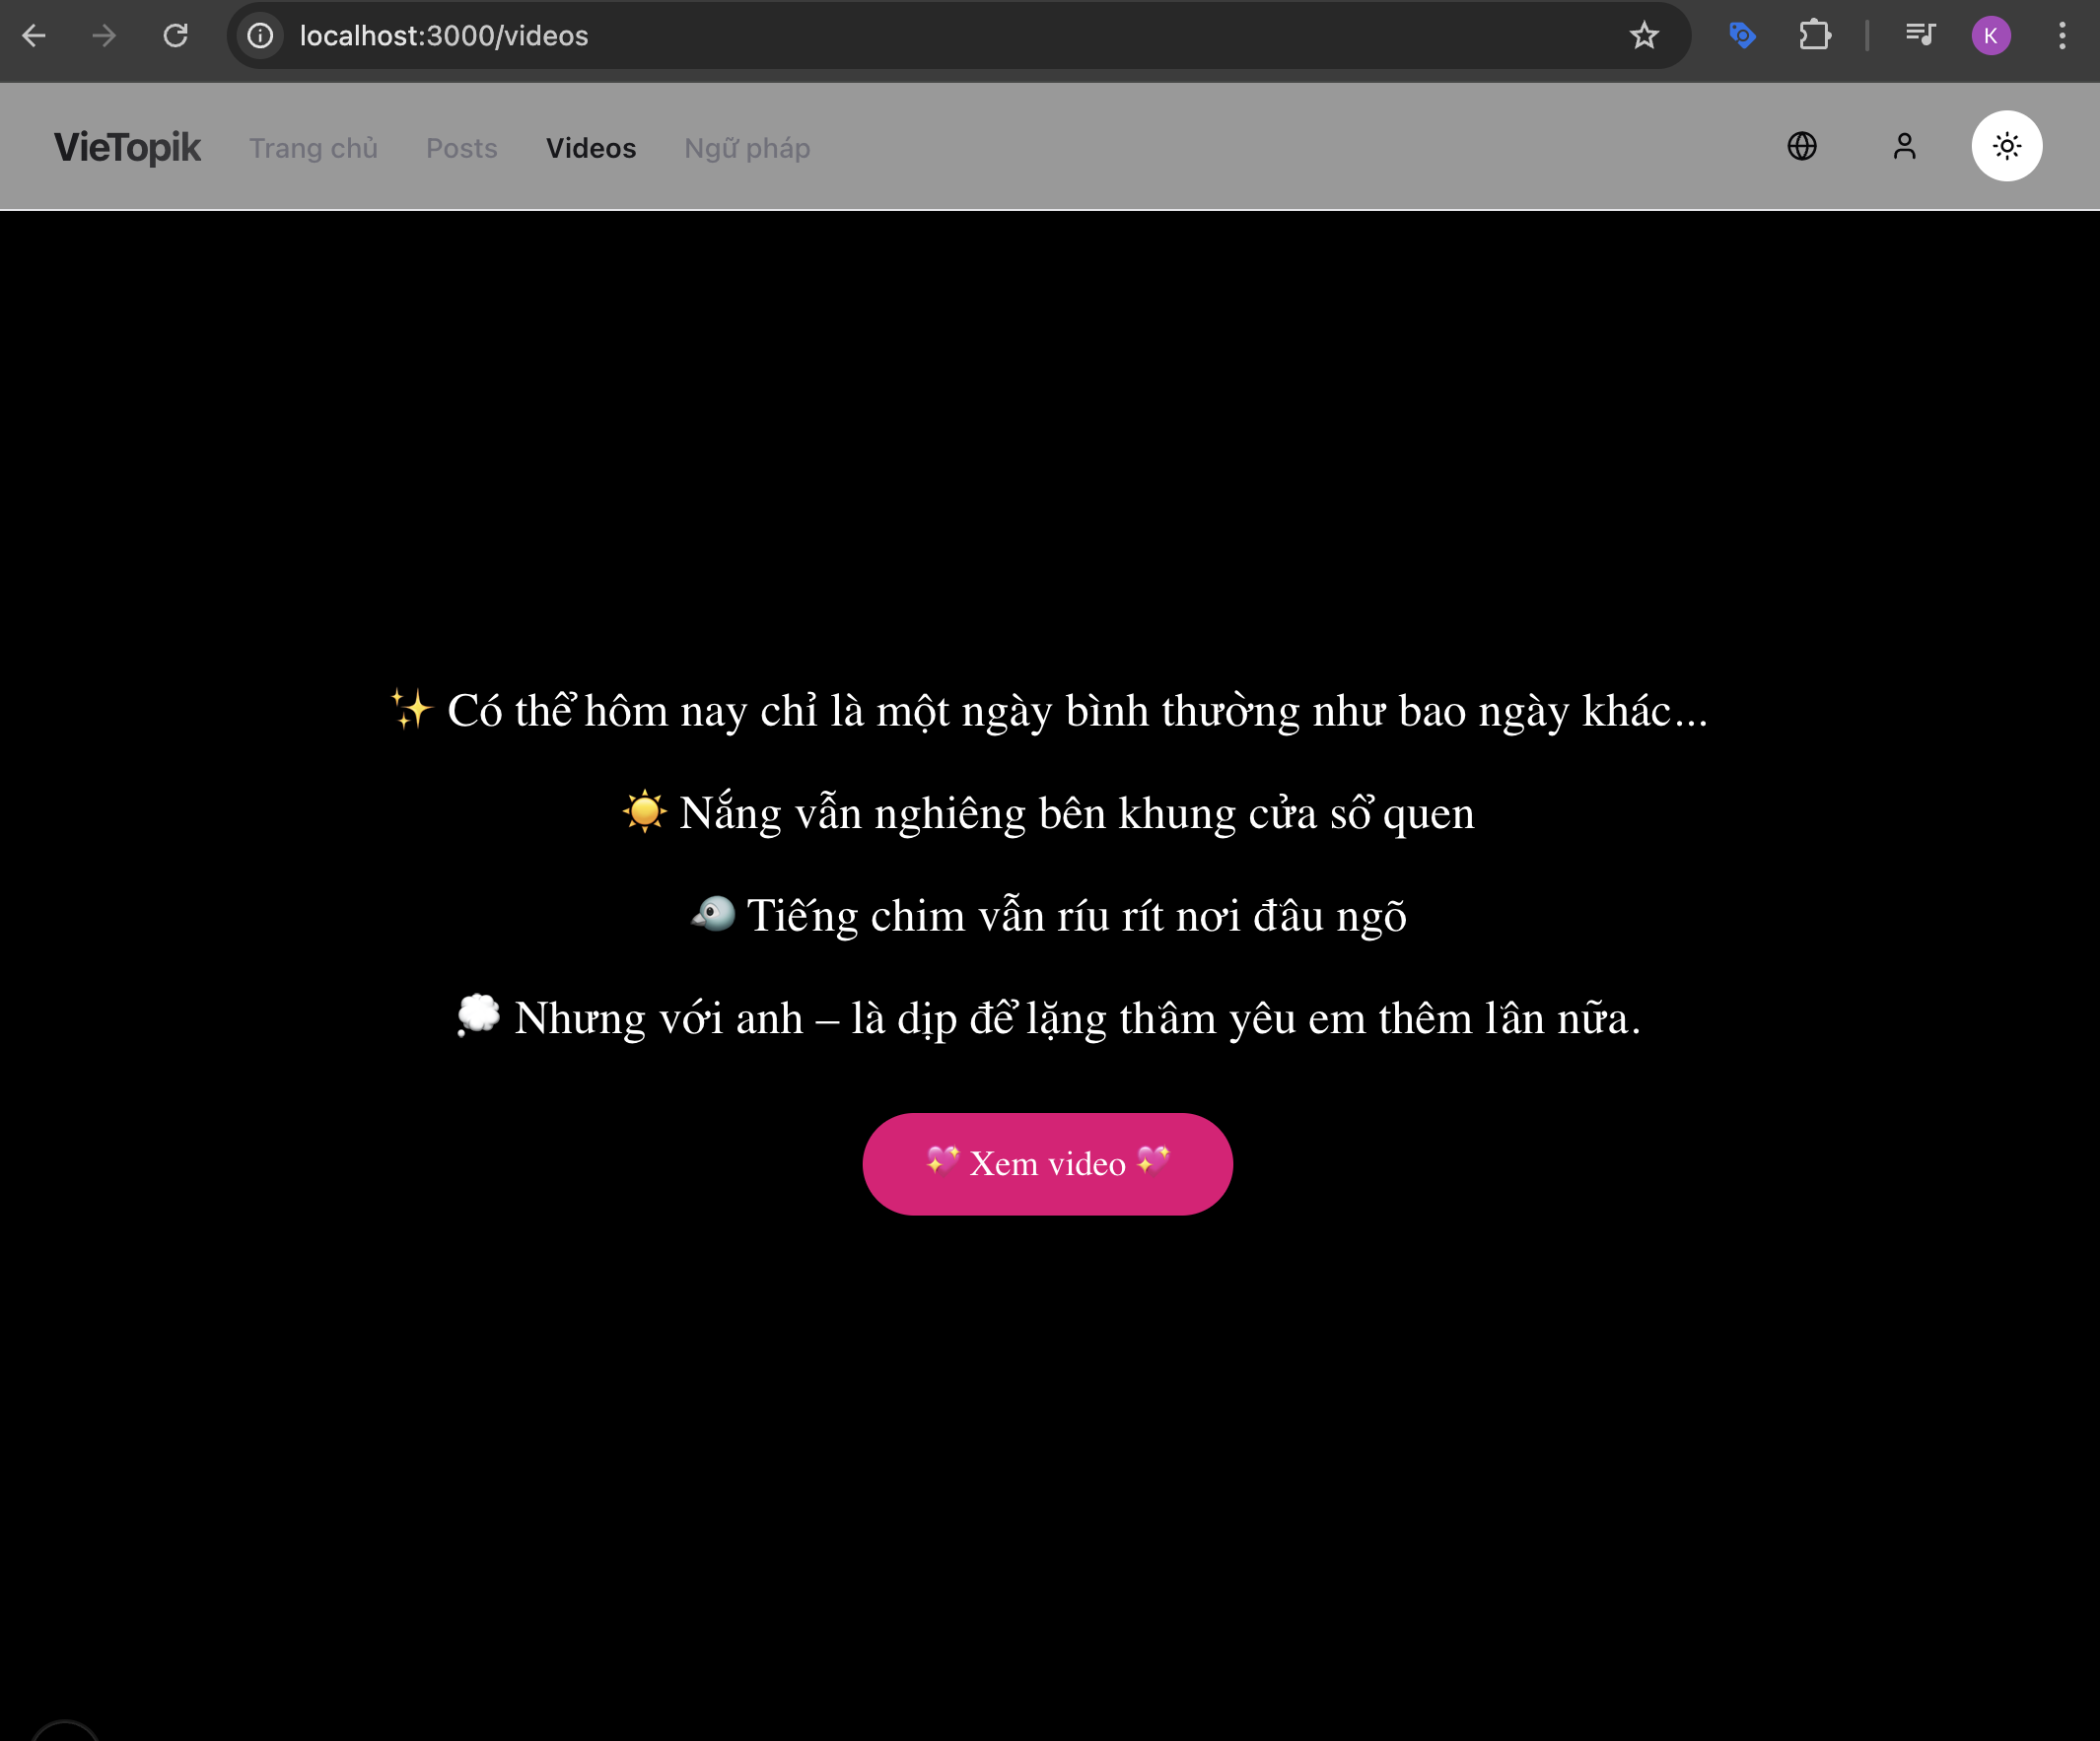 localhost:3000/videos
K
VieTopik Trang chủ Posts Videos Ngữ pháp
✨ Có thể hôm nay chỉ là một ngày bình thường như bao ngày khác...
☀️ Nắng vẫn nghiêng bên khung cửa sổ quen
🐦 Tiếng chim vẫn ríu rít nơi đầu ngõ
💭 Nhưng với anh – là dịp để lặng thầm yêu em thêm lần nữa.
💖 Xem video 💖